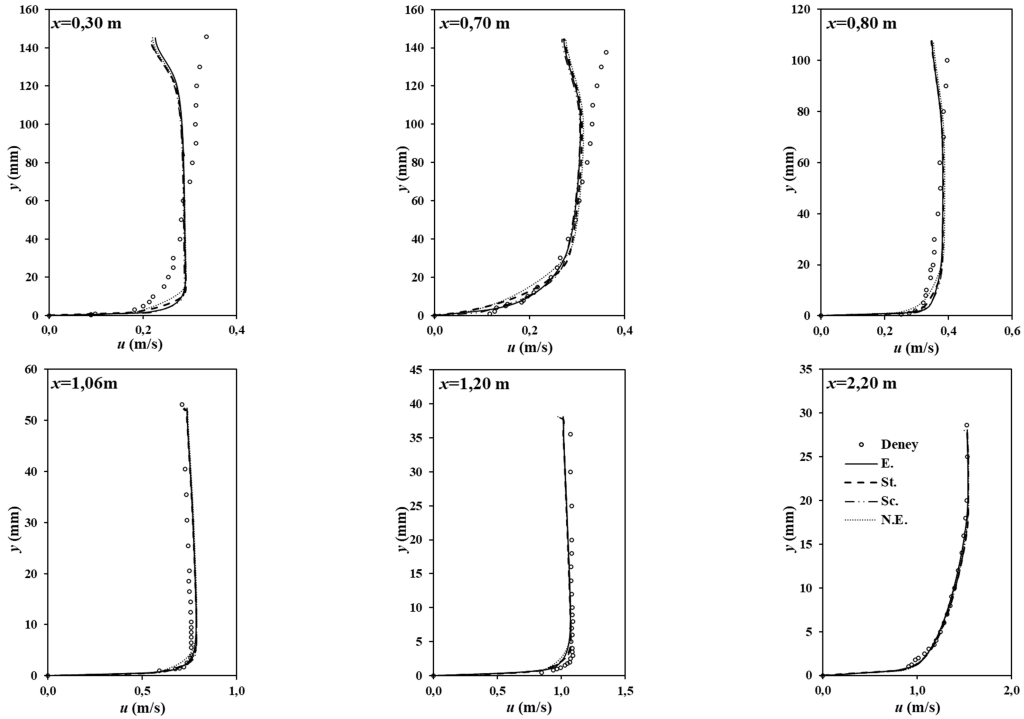 x=0,30 m
160
140
120
100
80
60
40
20
0
y (mm)
0,0 0,2 0,4
u (m/s)
x=0,70 m
160
140
120
100
80
60
40
20
0
y (mm)
0,0 0,2 0,4
u (m/s)
x=0,80 m
120
100
80
60
40
20
0
y (mm)
0,0 0,2 0,4 0,6
u (m/s)
x=1,06m
60
50
40
30
20
10
0
y (mm)
0,0 0,5 1,0
u (m/s)
x=1,20 m
45
40
35
30
25
20
15
10
5
0
y (mm)
0,0 0,5 1,0 1,5
u (m/s)
x=2,20 m
35
30
25
20
15
10
5
0
y (mm)
Deney
E.
St.
Sc.
N.E.
0,0 1,0 2,0
u (m/s)